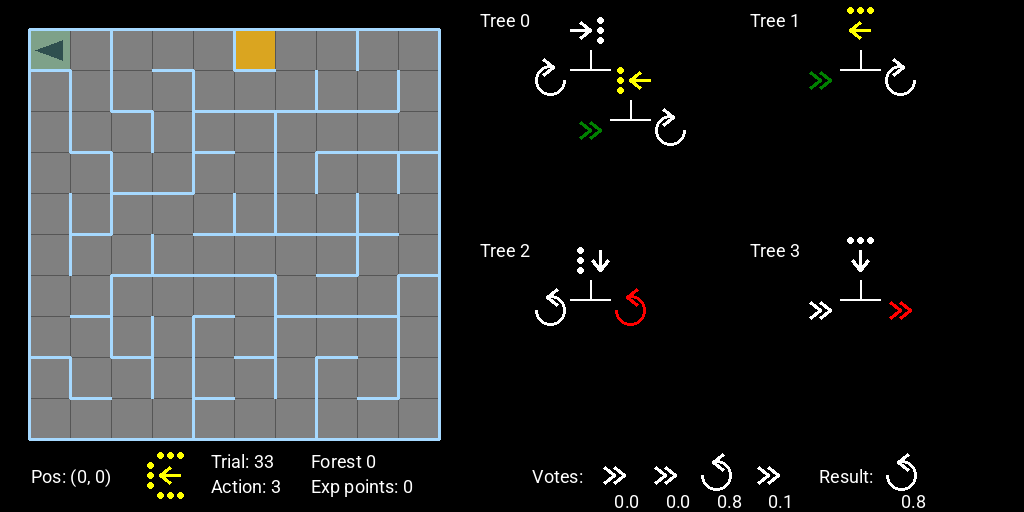 Tree 0
Tree 1
Tree 2
Tree 3
Pos: (0, 0)
Trial: 33
Forest 0
Action: 3
Exp points: 0
Votes:
0.0
0.0
0.8
0.1
Result:
0.8